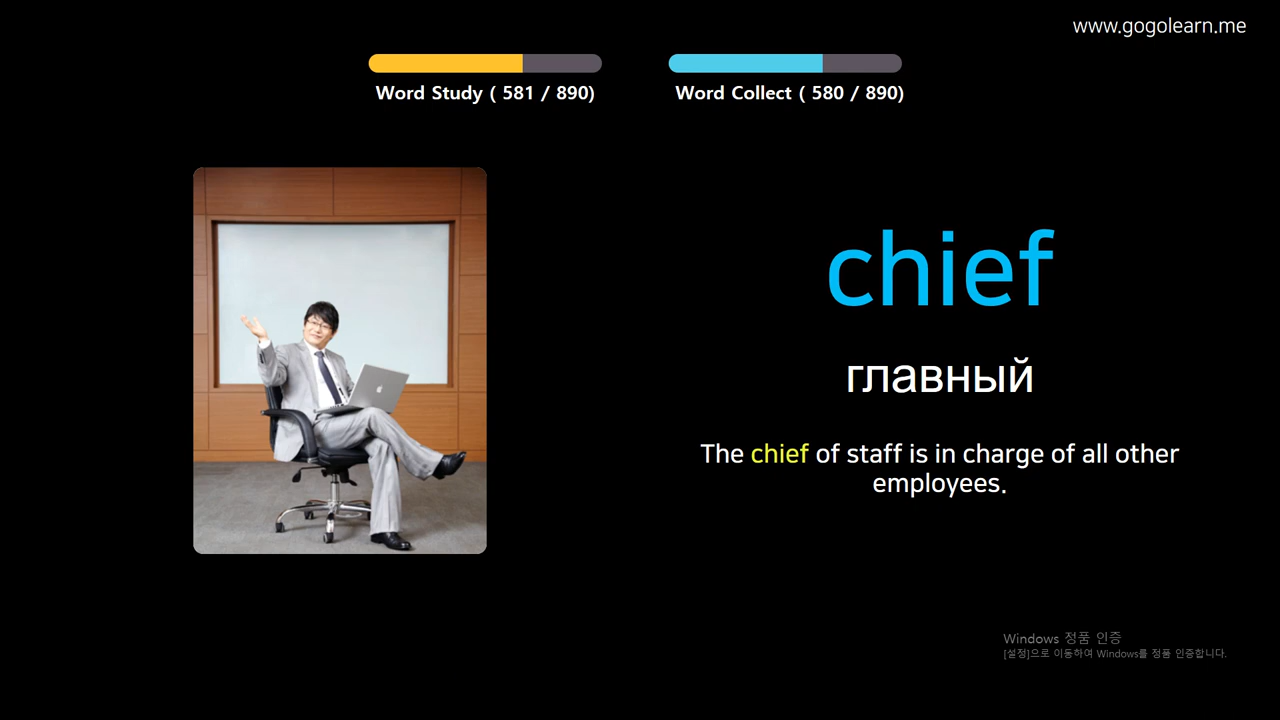 www.gogolearn.me
Word Study ( 581 / 890)
Word Collect ( 580 / 890)
chief
главный
The chief of staff is in charge of all other
employees.
Windows 정품 인증
[설정]으로 이동하여 Windows를 정품 인증합니다.